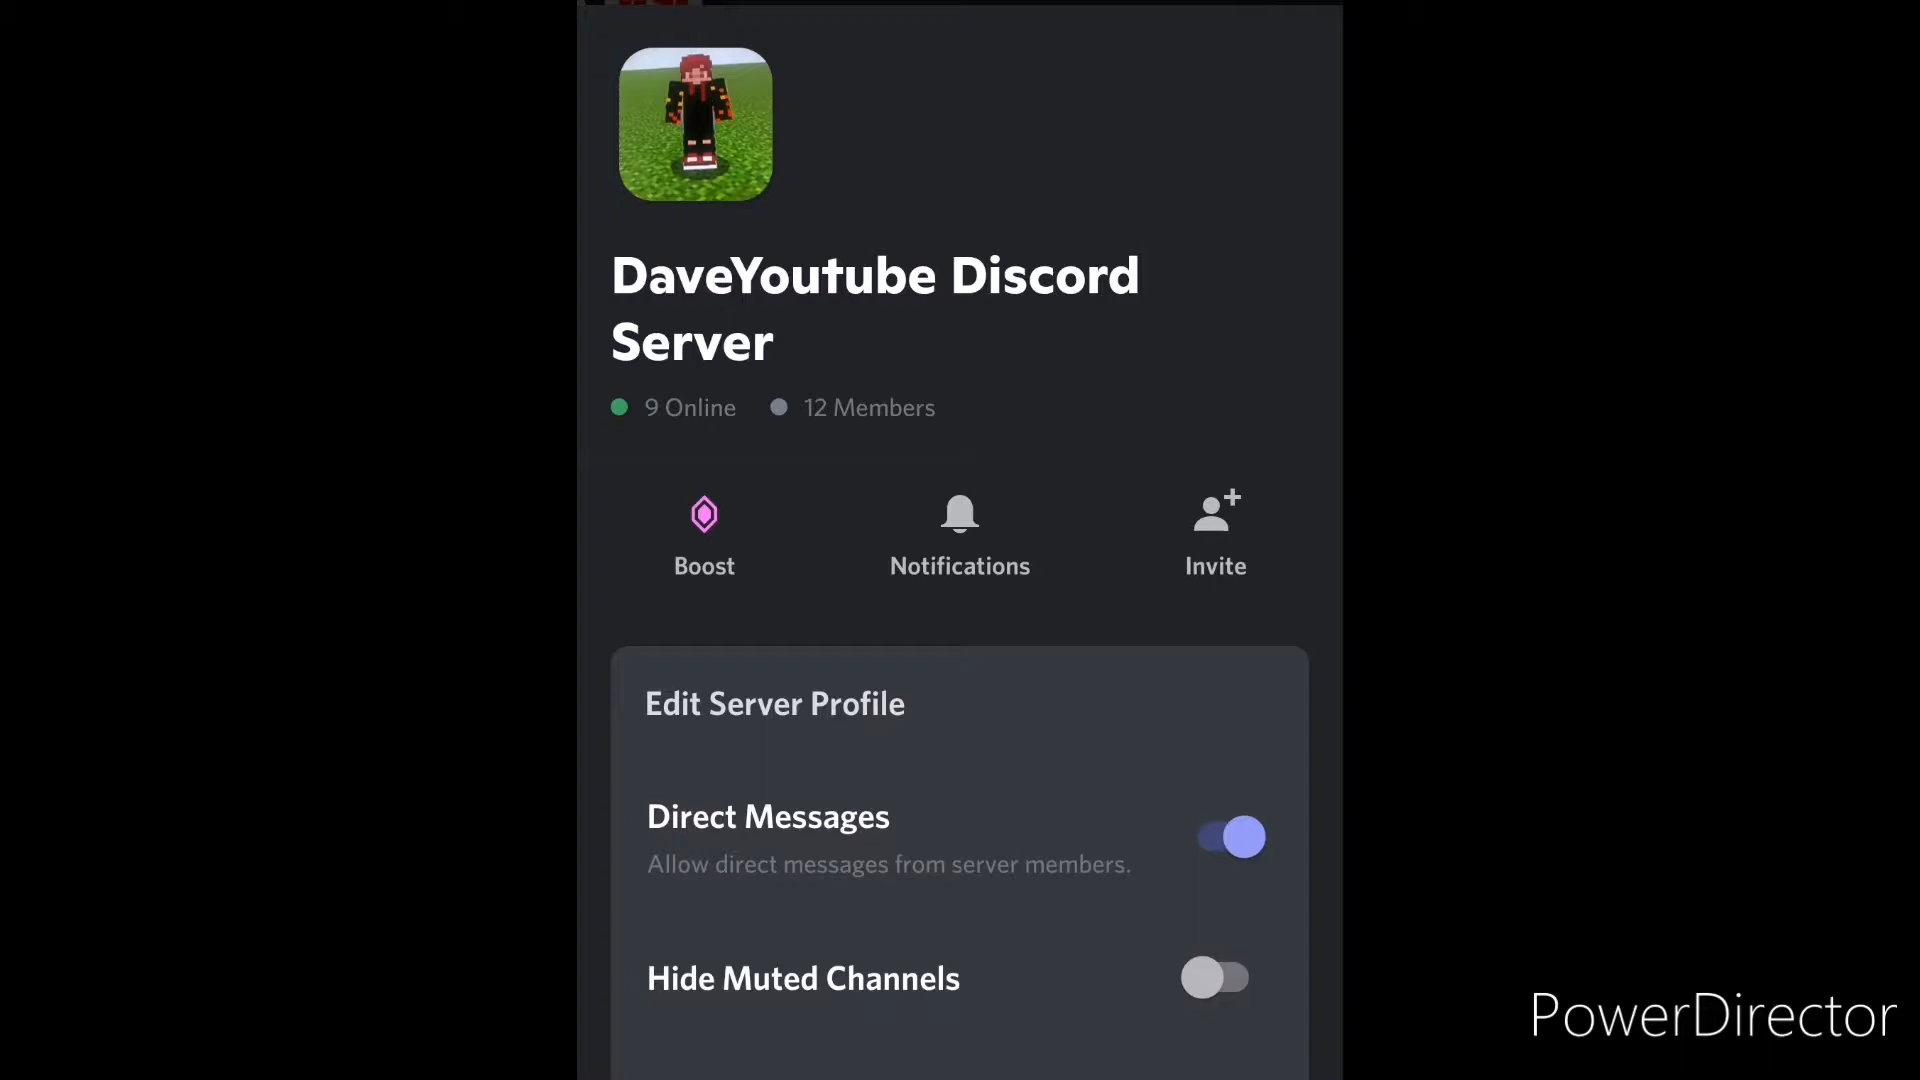 DaveYoutube Discord
Server
9 Online 12 Members
Boost Notifications Invite
Edit Server Profile
Direct Messages
Allow direct messages from server members.
Hide Muted Channels
PowerDirector